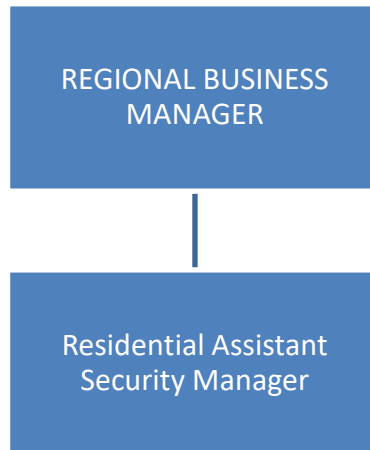 REGIONAL BUSINESS
MANAGER
Residential Assistant
Security Manager